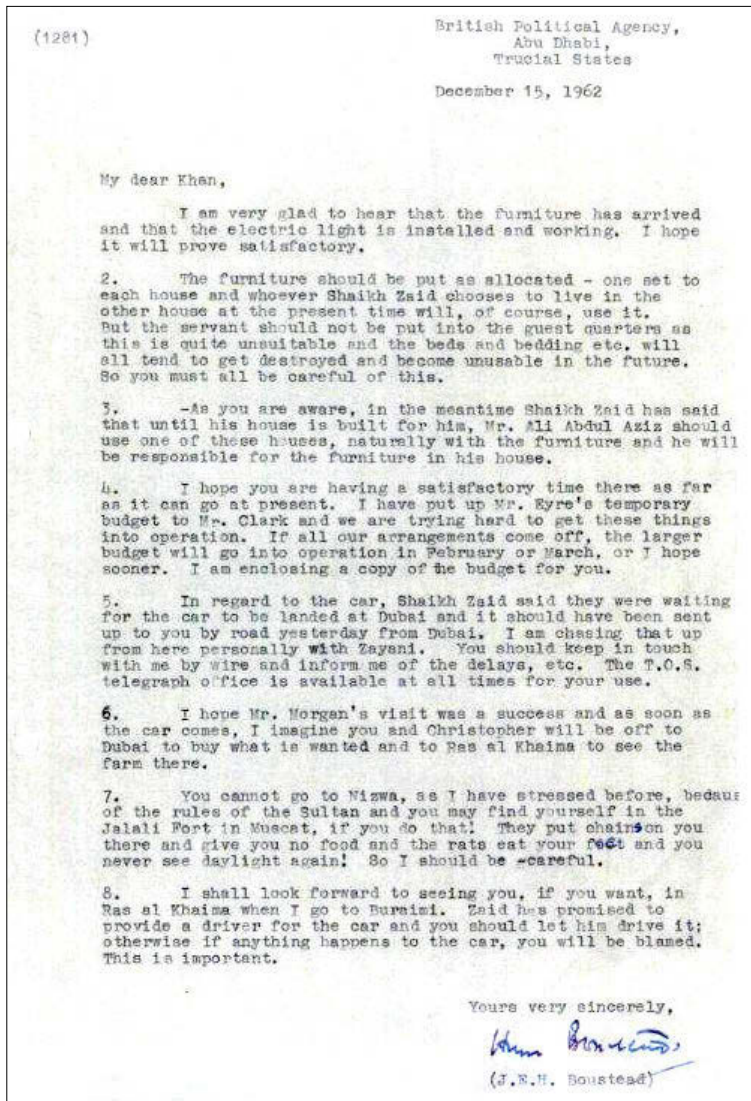 (1281)
British Political Agency,
Abu Dhabi,
Trucial States
December 15, 1962
My dear Khan,
I am very glad to hear that the furniture has arrived
and that the electric light is installed and working. I hope
it will prove satisfactory.
2. The furniture should be put as allocated - one set to
each house and whoever Shaikh Zaid chooses to live in the
other house at the present time will, of course, use it.
But the servant should not be put into the guest quarters as
this is quite unsuitable and the beds and bedding etc. will
all tend to get destroyed and become unusable in the future.
So you must all be careful of this.
3. -As you are aware, in the meantime Shaikh Zaid has said
that until his house is built for him, Mr. Ali Abdul Aziz should
use one of these houses, naturally with the furniture and he will
be responsible for the furniture in his house.
4. I hope you are having a satisfactory time there as far
as it can go at present. I have put up Mr. Eyre's temporary
budget to Mr. Clark and we are trying hard to get these things
into operation. If all our arrangements come off, the larger
budget will go into operation in February or March, or I hope
sooner. I am enclosing a copy of the budget for you.
5. In regard to the car, Shaikh Zaid said they were waiting
for the car to be landed at Dubai and it should have been sent
up to you by road yesterday from Dubai. I am chasing that up
from here personally with Zayani. You should keep in touch
with me by wire and inform me of the delays, etc. The T.O.S.
telegraph office is available at all times for your use.
6. I hope Mr. Morgan's visit was a success and as soon as
the car comes, I imagine you and Christopher will be off to
Dubai to buy what is wanted and to Ras al Khaima to see the
farm there.
7. You cannot go to Nizwa, as I have stressed before, bedaus
of the rules of the Sultan and you may find yourself in the
Jalali Fort in Muscat, if you do that! They put chains on you
there and give you no food and the rats eat your feet and you
never see daylight again! So I should be -careful.
8. I shall look forward to seeing you, if you want, in
Ras al Khaima when I go to Buraimi. Zaid has promised to
provide a driver for the car and you should let him drive it;
otherwise if anything happens to the car, you will be blamed.
This is important.
Yours very sincerely,
(J.E.H. Boustead)